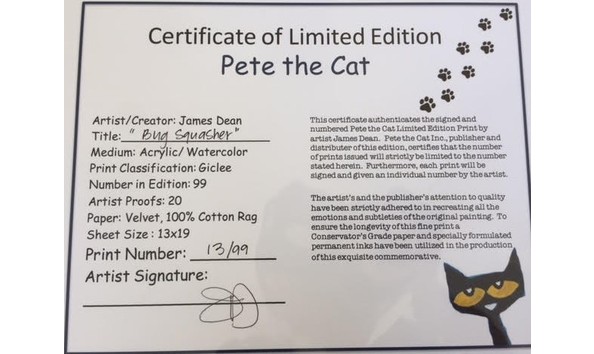 Certificate of Limited Edition
Pete the Cat
Artist/Creator: James Dean
Title: "Bug Squasher"
Medium: Acrylic/ Watercolor
Print Classification: Giclee
Number in Edition: 99
Artist Proofs: 20
Paper: Velvet, 100% Cotton Rag
Sheet Size : 13x19
Print Number: 13/99
Artist Signature:
This certificate authenticates the signed and
numbered Pete the Cat Limited Edition Print by
artist James Dean. Pete the Cat Inc., publisher and
distributer of this edition, certifies that the number
of prints issued will strictly be limited to the number
stated herein. Furthermore, each print will be
signed and given an individual number by the artist.
The artist's and the publisher's attention to quality
have been strictly adhered to in recreating all the
emotions and subtleties of the original painting. To
ensure the longevity of this fine print a
Conservator's Grade paper and specially formulated
permanent inks have been utilized in the production
of this exquisite commemorative.